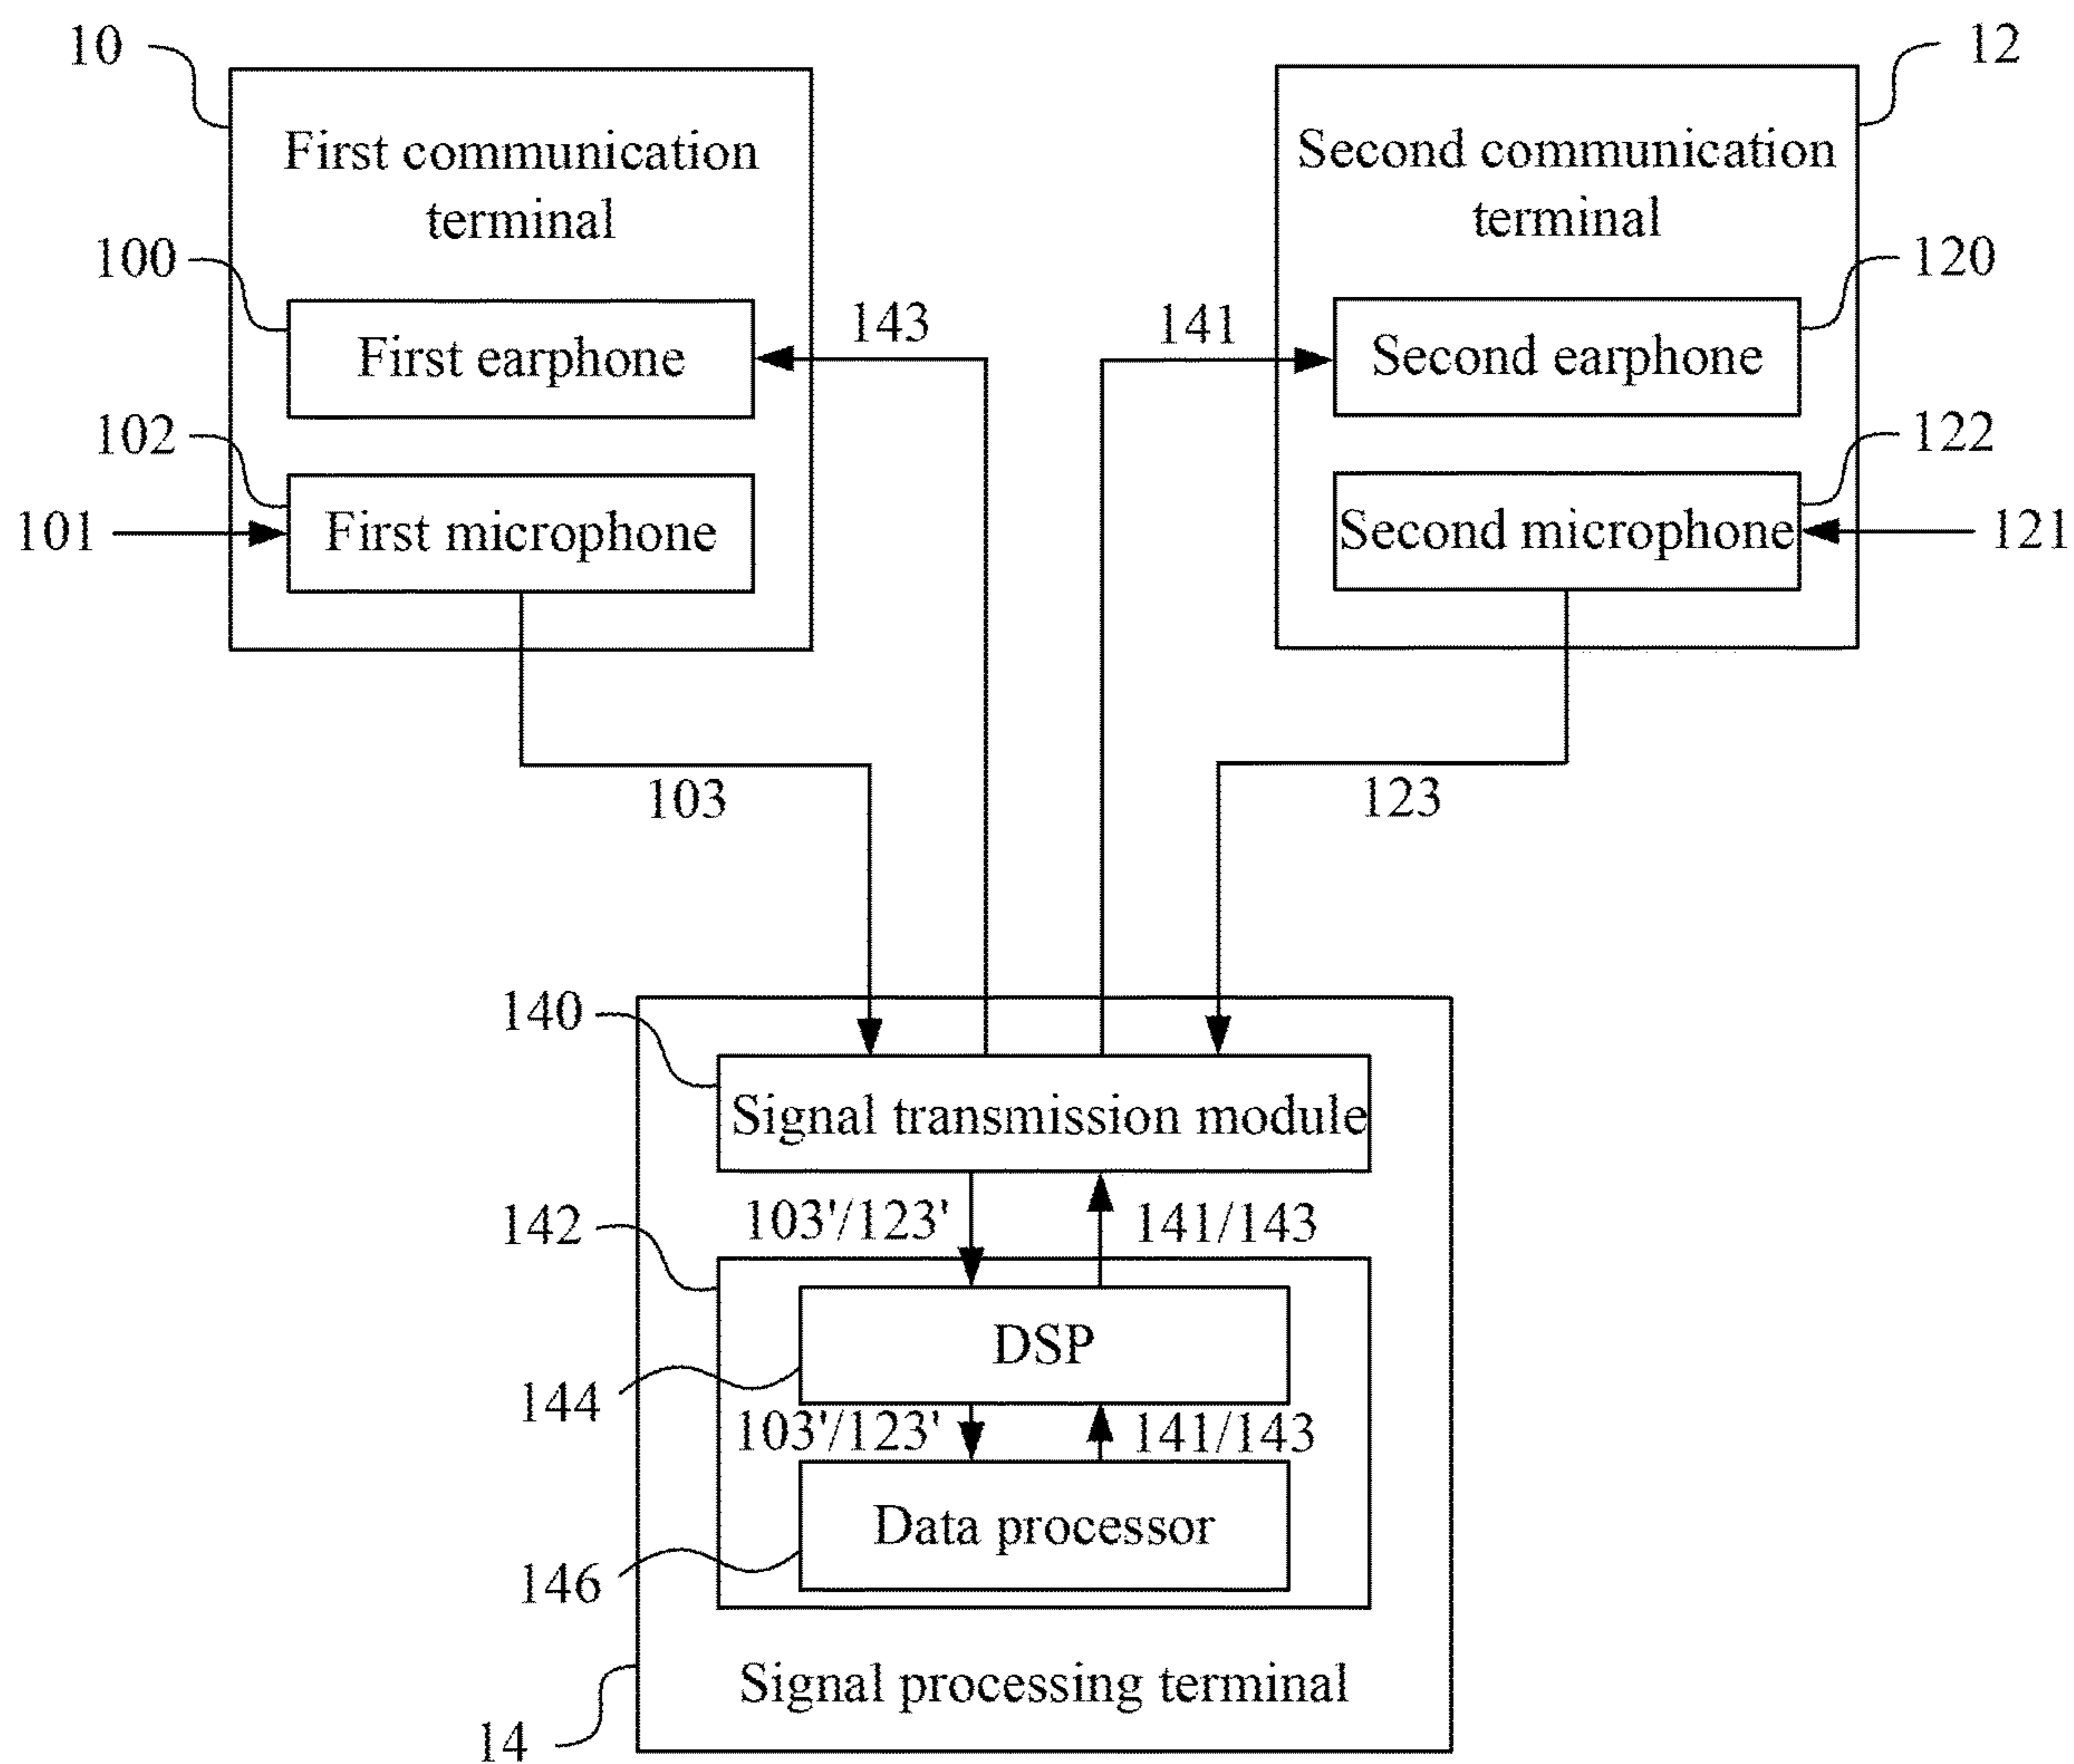 10
12
First communication
terminal
Second communication
terminal
100
120
143
141
First earphone
Second earphone
102
122
101
First microphone
Second microphone
121
103
123
140
Signal transmission module
103'/123'
141/143
142
DSP
144
103'/123'
141/143
Data processor
146
Signal processing terminal
14